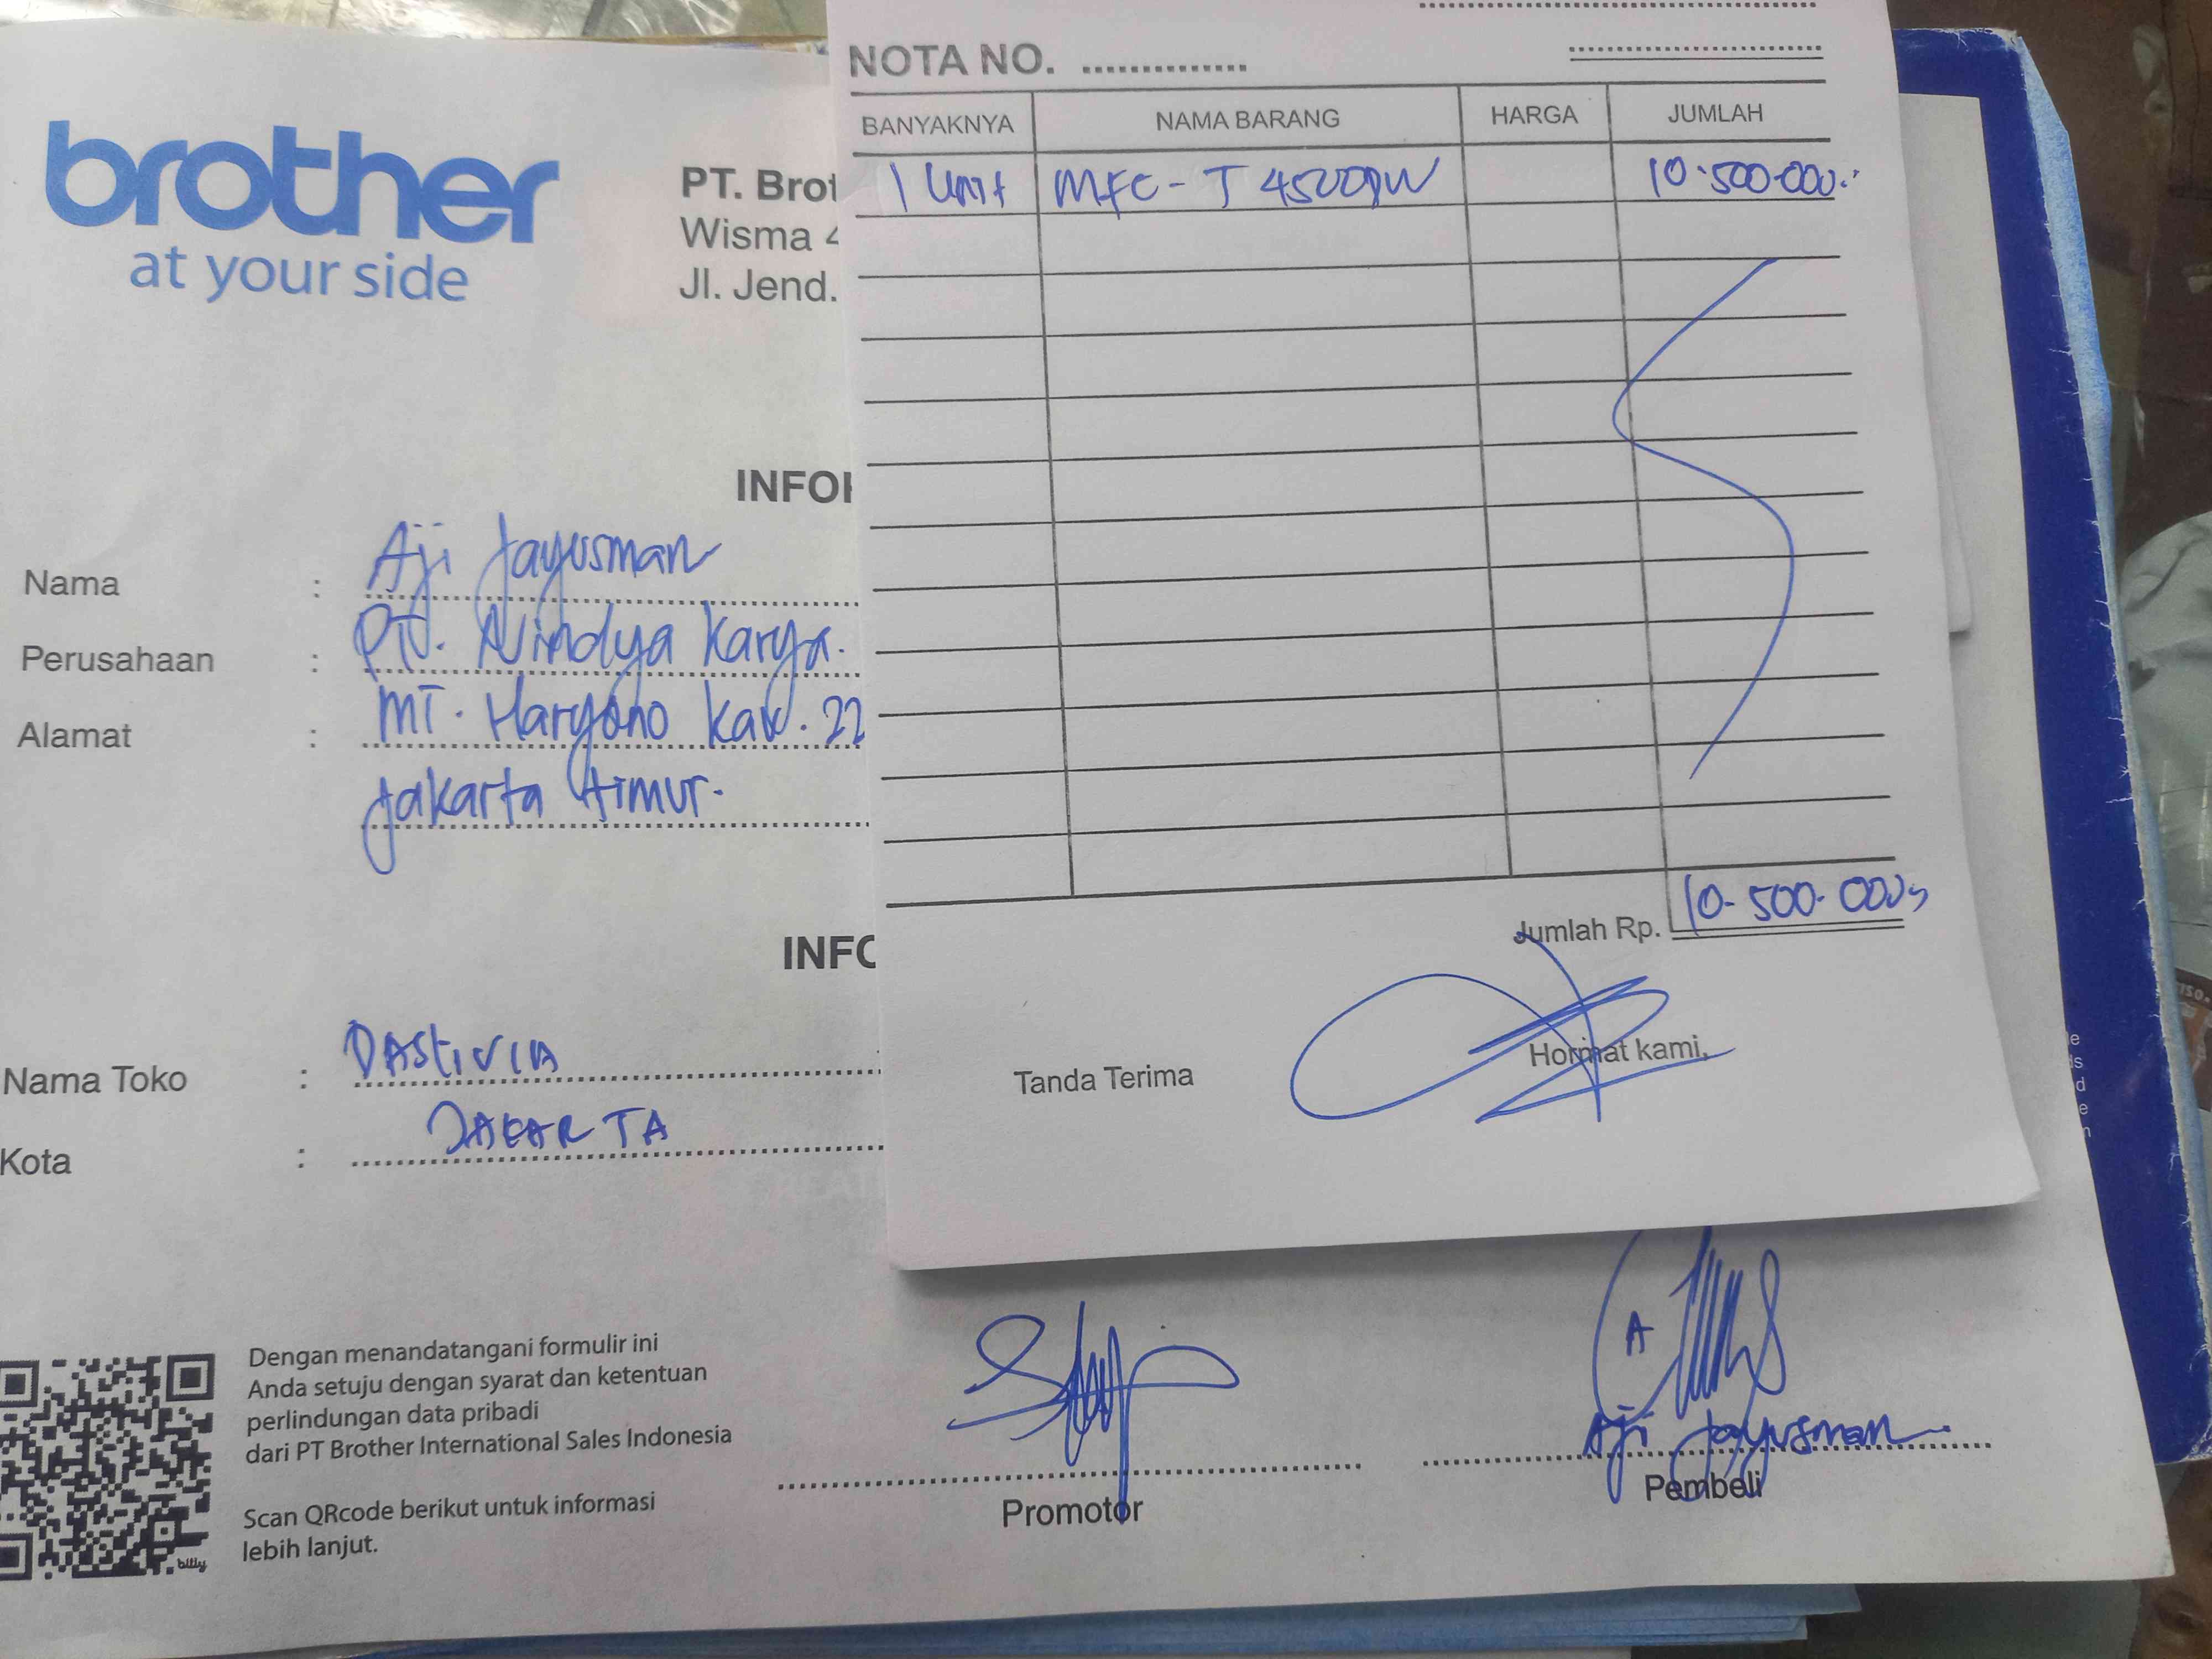 brother
at your side
PT. Brot
Wisma 4
Jl. Jend.
INFOR
Nama : Aji Jayusman
Perusahaan : PT. Nindya Karya.
Alamat : MT. Haryono Kav. 22
Jakarta timur.
INFO
Nama Toko : DAStivIA
Kota : JAKARTA
Dengan menandatangani formulir ini
Anda setuju dengan syarat dan ketentuan
perlindungan data pribadi
dari PT Brother International Sales Indonesia
Scan QRcode berikut untuk informasi
lebih lanjut.
billy
Promotor
Aji Jayusman
Pembeli
NOTA NO. ..............
BANYAKNYA NAMA BARANG HARGA JUMLAH
1 Unit MFC-T4500DW 10.500.000
Jumlah Rp. 10.500.000
Tanda Terima
Hormat kami,